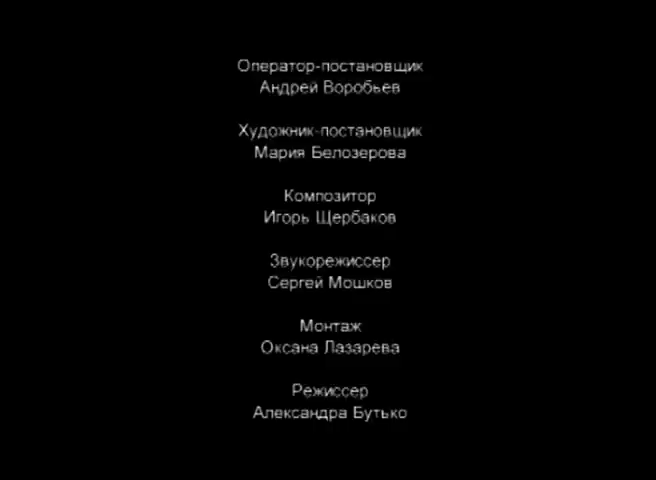 Оператор-постановщик
Андрей Воробьев
Художник-постановщик
Мария Белозерова
Композитор
Игорь Щербаков
Звукорежиссер
Сергей Мошков
Монтаж
Оксана Лазарева
Режиссер
Александра Бутько